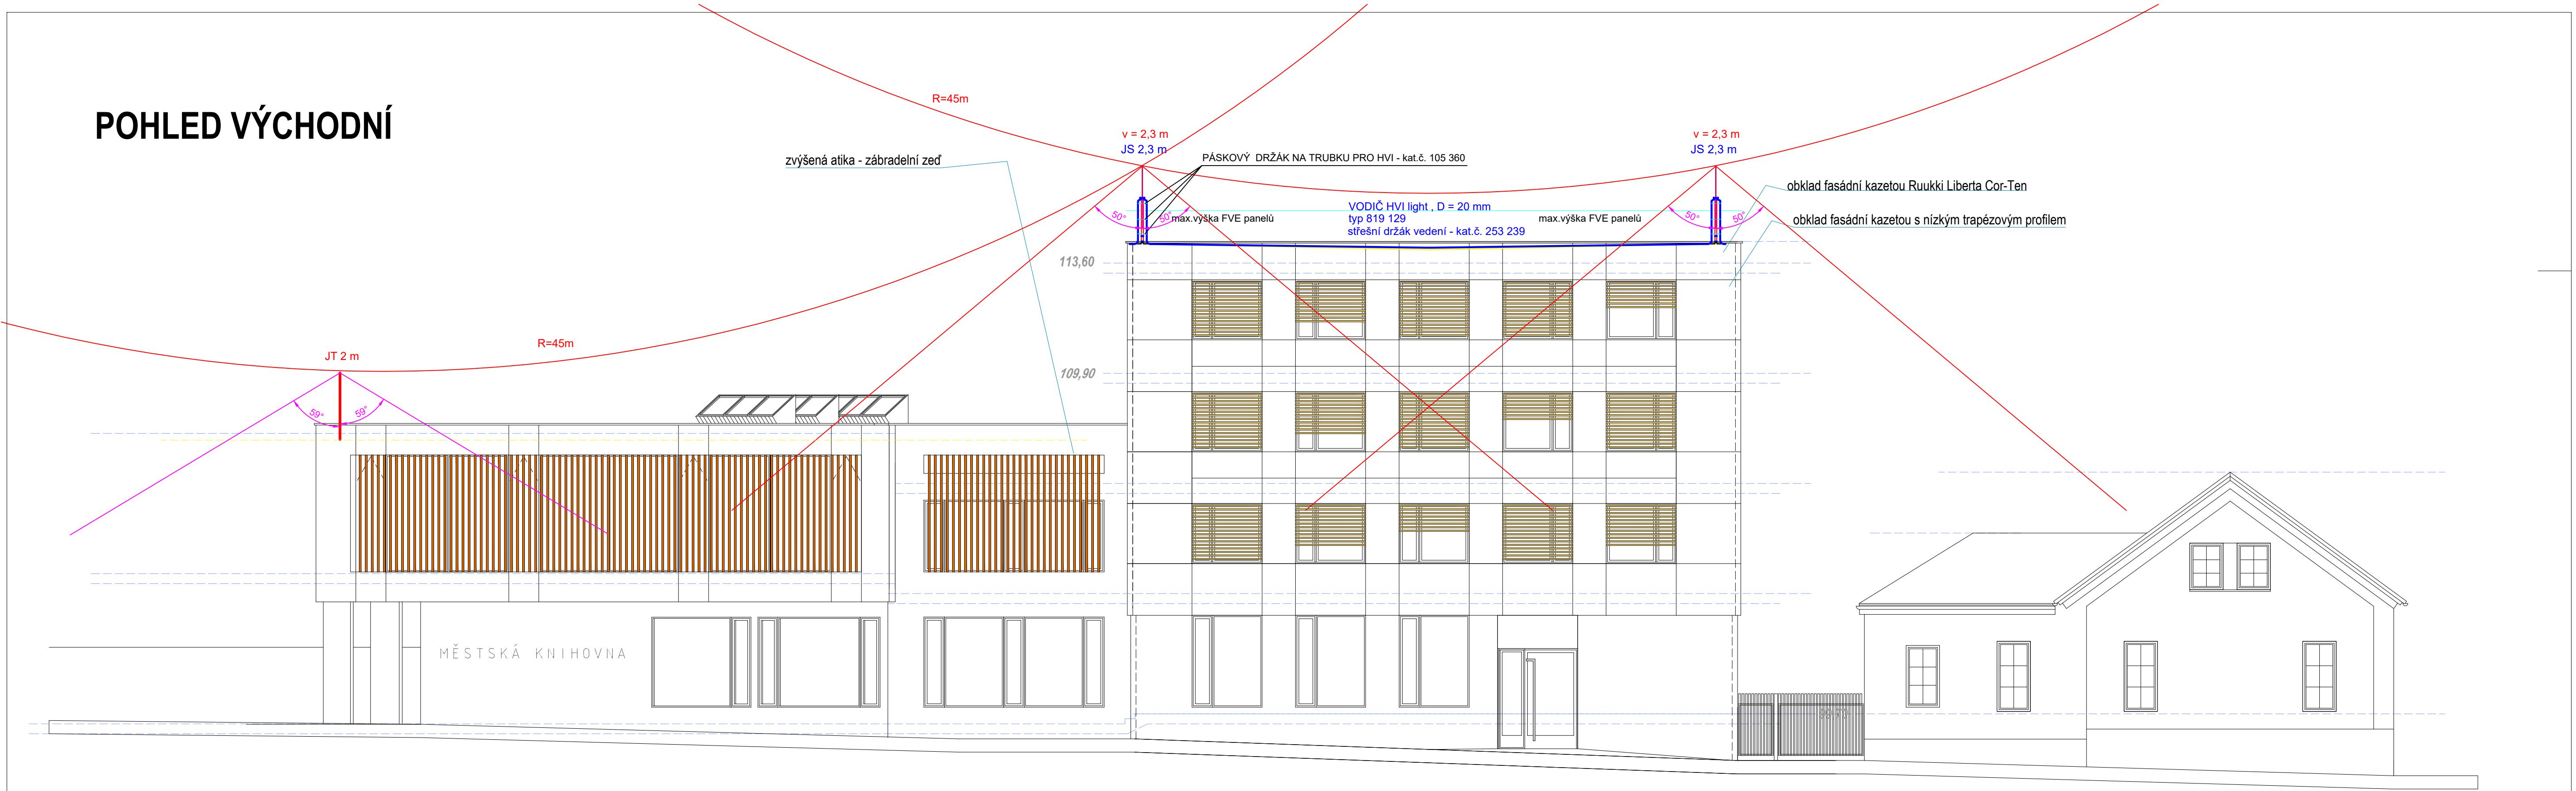 POHLED VÝCHODNÍ
R=45m
v = 2,3 m
JS 2,3 m
v = 2,3 m
JS 2,3 m
zvýšená atika - zábradelní zeď
PÁSKOVÝ DRŽÁK NA TRUBKU PRO HVI - kat.č. 105 360
obklad fasádní kazetou Ruukki Liberta Cor-Ten
obklad fasádní kazetou s nízkým trapézovým profilem
50°
50°
max.výška FVE panelů
VODIČ HVI light , D = 20 mm
typ 819 129
střešní držák vedení - kat.č. 253 239
max.výška FVE panelů
50°
50°
113,60
R=45m
JT 2 m
109,90
59°
59°
MĚSTSKÁ KNIHOVNA